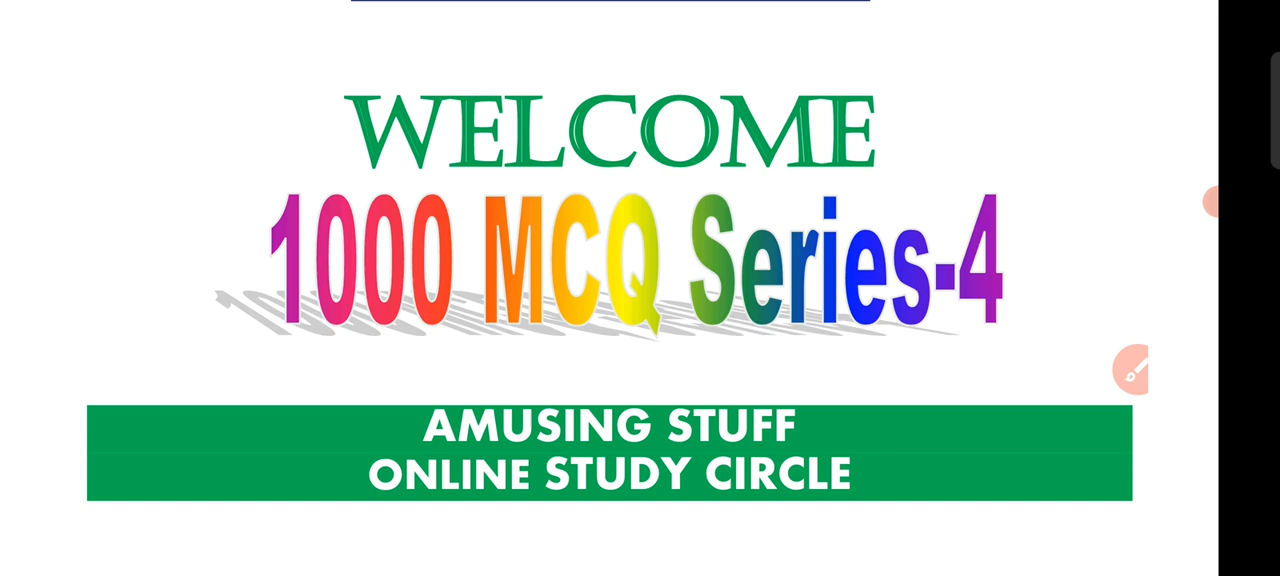 WELCOME
1000 MCQ Series-4
AMUSING STUFF
ONLINE STUDY CIRCLE